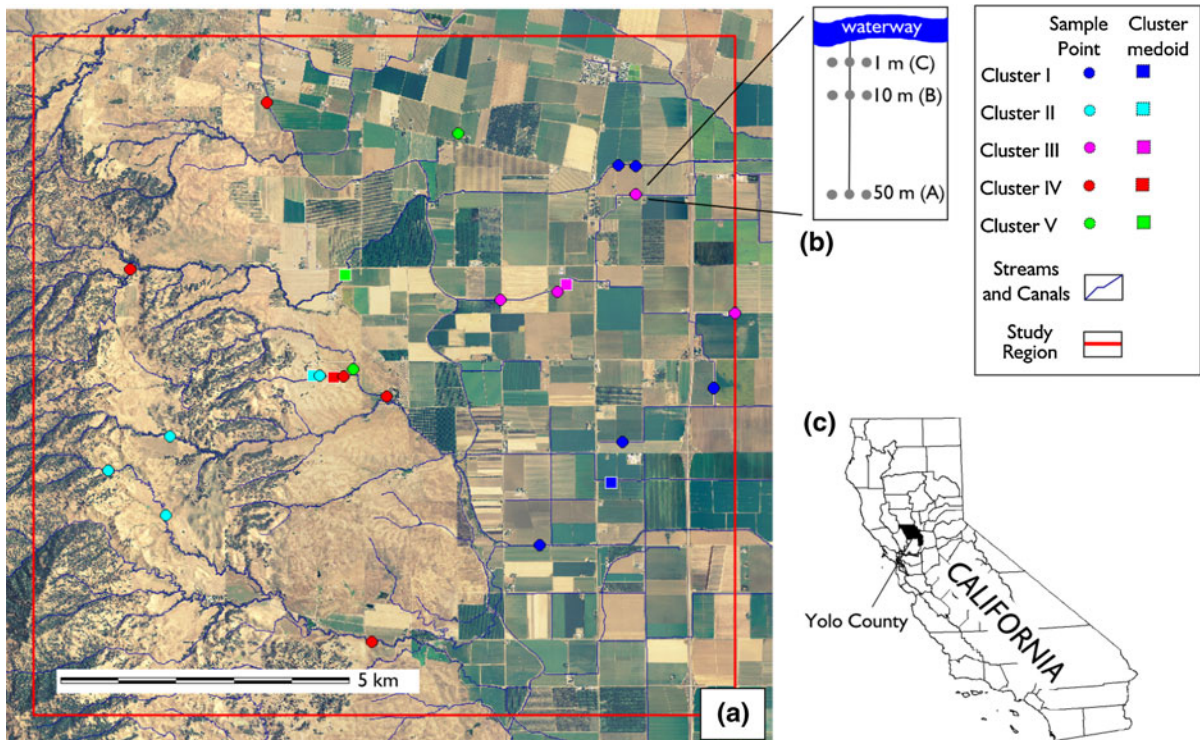 5 km
(a)
waterway
1 m (C)
10 m (B)
50 m (A)
(b)
Sample Point
Cluster medoid
Cluster I
Cluster II
Cluster III
Cluster IV
Cluster V
Streams and Canals
Study Region
(c)
CALIFORNIA
Yolo County